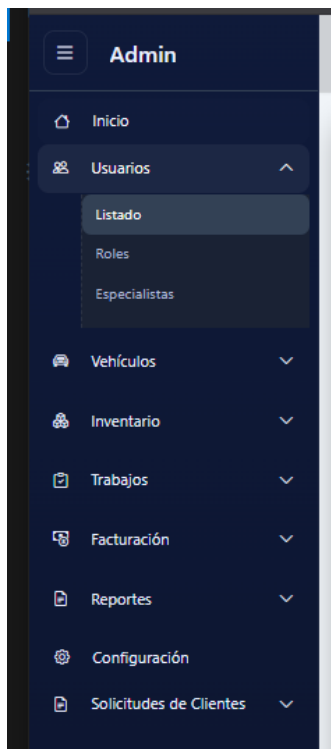 Admin
Inicio
Usuarios
Listado
Roles
Especialistas
Vehículos
Inventario
Trabajos
Facturación
Reportes
Configuración
Solicitudes de Clientes